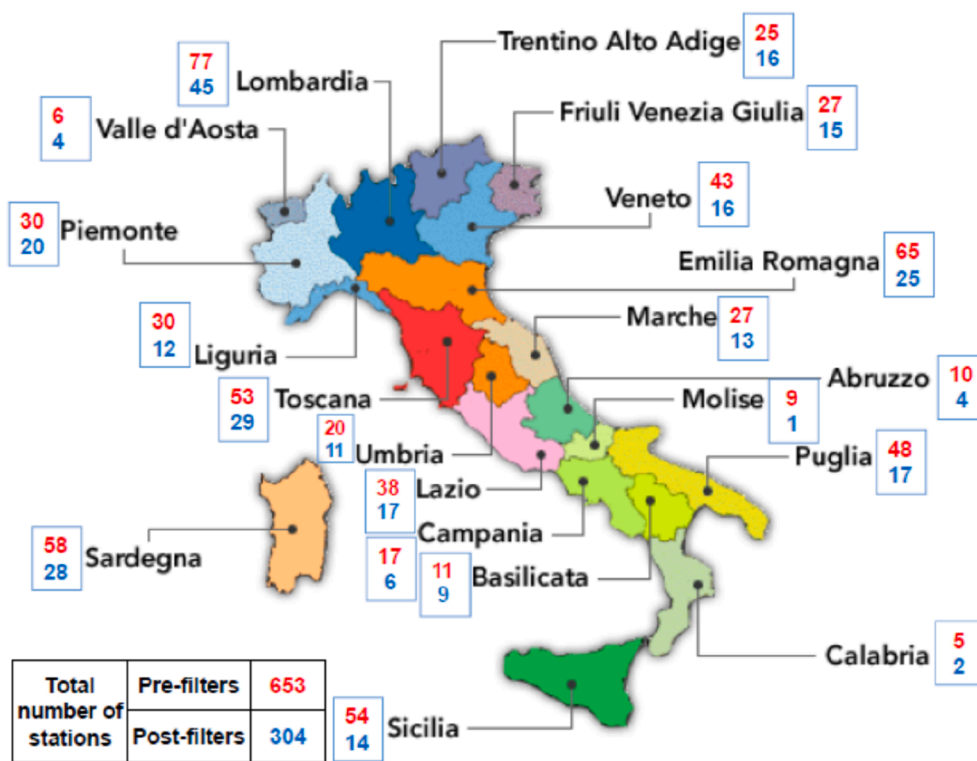 Trentino Alto Adige
25
16
77
45
Lombardia
6
4
Valle d'Aosta
Friuli Venezia Giulia
27
15
Veneto
43
16
30
20
Piemonte
Emilia Romagna
65
25
30
12
Liguria
Marche
27
13
Abruzzo
10
4
53
29
Toscana
Molise
9
1
20
11
Umbria
Puglia
48
17
38
17
Lazio
Campania
17
6
11
9
Basilicata
58
28
Sardegna
Calabria
5
2
Total number of stations
Pre-filters
653
Post-filters
304
54
14
Sicilia